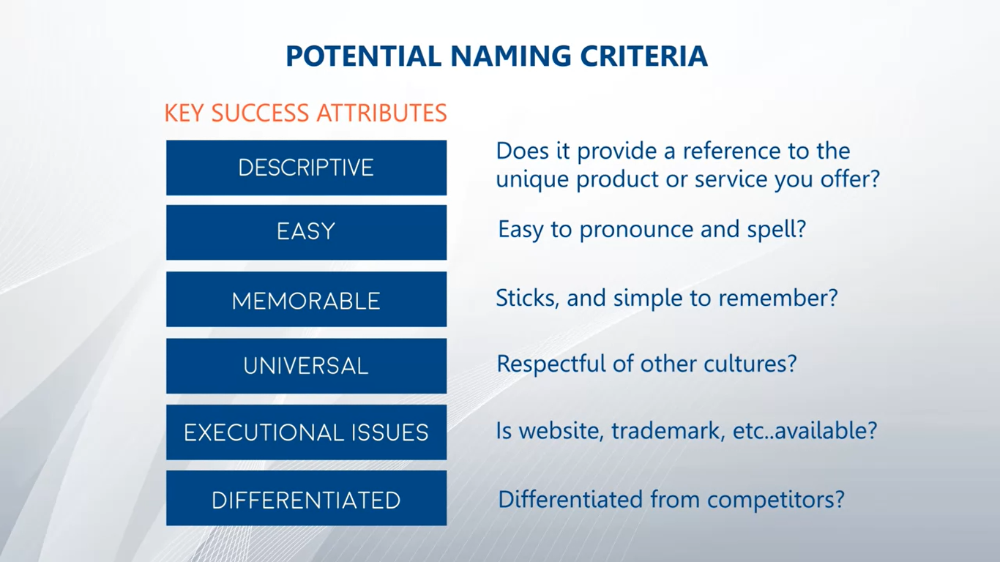 POTENTIAL NAMING CRITERIA
KEY SUCCESS ATTRIBUTES
DESCRIPTIVE
Does it provide a reference to the
unique product or service you offer?
EASY
Easy to pronounce and spell?
MEMORABLE
Sticks, and simple to remember?
UNIVERSAL
Respectful of other cultures?
EXECUTIONAL ISSUES
Is website, trademark, etc..available?
DIFFERENTIATED
Differentiated from competitors?